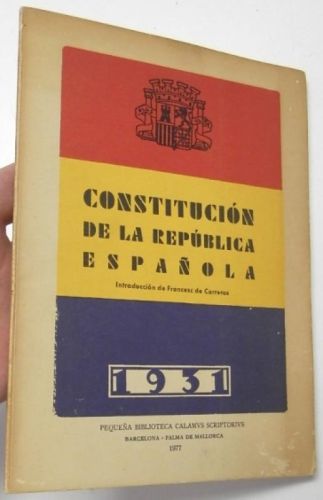 CONSTITUCIÓN
DE LA REPÚBLICA
ESPAÑOLA
Introducción de Francesc de Carreras
1931
PEQUEÑA BIBLIOTECA CALAMVS SCRIPTORIVS
BARCELONA - PALMA DE MALLORCA
1977